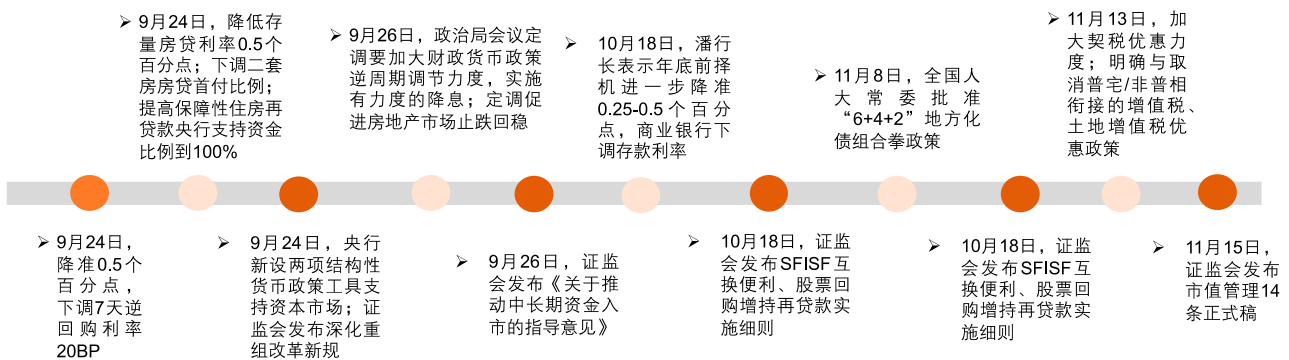 ➢ 9月24日，降低存
量房贷利率0.5个
百分点；下调二套
房房贷首付比例；
提高保障性住房再
贷款央行支持资金
比例到100%
➢ 9月26日，政治局会议定
调要加大财政货币政策
逆周期调节力度，实施
有力度的降息；定调促
进房地产市场止跌回稳
➢ 10月18日，潘行
长表示年底前择
机进一步降准
0.25-0.5个百分
点，商业银行下
调存款利率
➢ 11月8日，全国人
大常委批准
“6+4+2”地方化
债组合拳政策
➢ 11月13日，加
大契税优惠力
度；明确与取
消普宅/非普相
衔接的增值税、
土地增值税优
惠政策
➢ 9月24日，
降准0.5个
百分点，
下调7天逆
回购利率
20BP
➢ 9月24日，央行
新设两项结构性
货币政策工具支
持资本市场；证
监会发布深化重
组改革新规
➢ 9月26日，证监
会发布《关于推
动中长期资金入
市的指导意见》
➢ 10月18日，证监
会发布SFISF互
换便利、股票回
购增持再贷款实
施细则
➢ 10月18日，证监
会发布SFISF互
换便利、股票回
购增持再贷款实
施细则
➢ 11月15日，
证监会发布
市值管理14
条正式稿